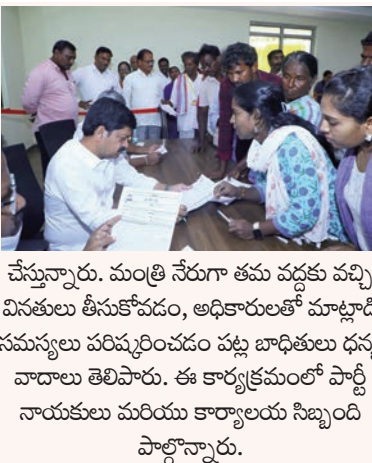 చేస్తున్నారు. మంత్రి నేరుగా తమ వద్దకు వచ్చి
వినతులు తీసుకోవడం, అధికారులతో మాట్లాడి
సమస్యలు పరిష్కరించడం పట్ల బాధితులు ధన్య
వాదాలు తెలిపారు. ఈ కార్యక్రమంలో పార్టీ
నాయకులు మరియు కార్యాలయ సిబ్బంది
పాల్గొన్నారు.